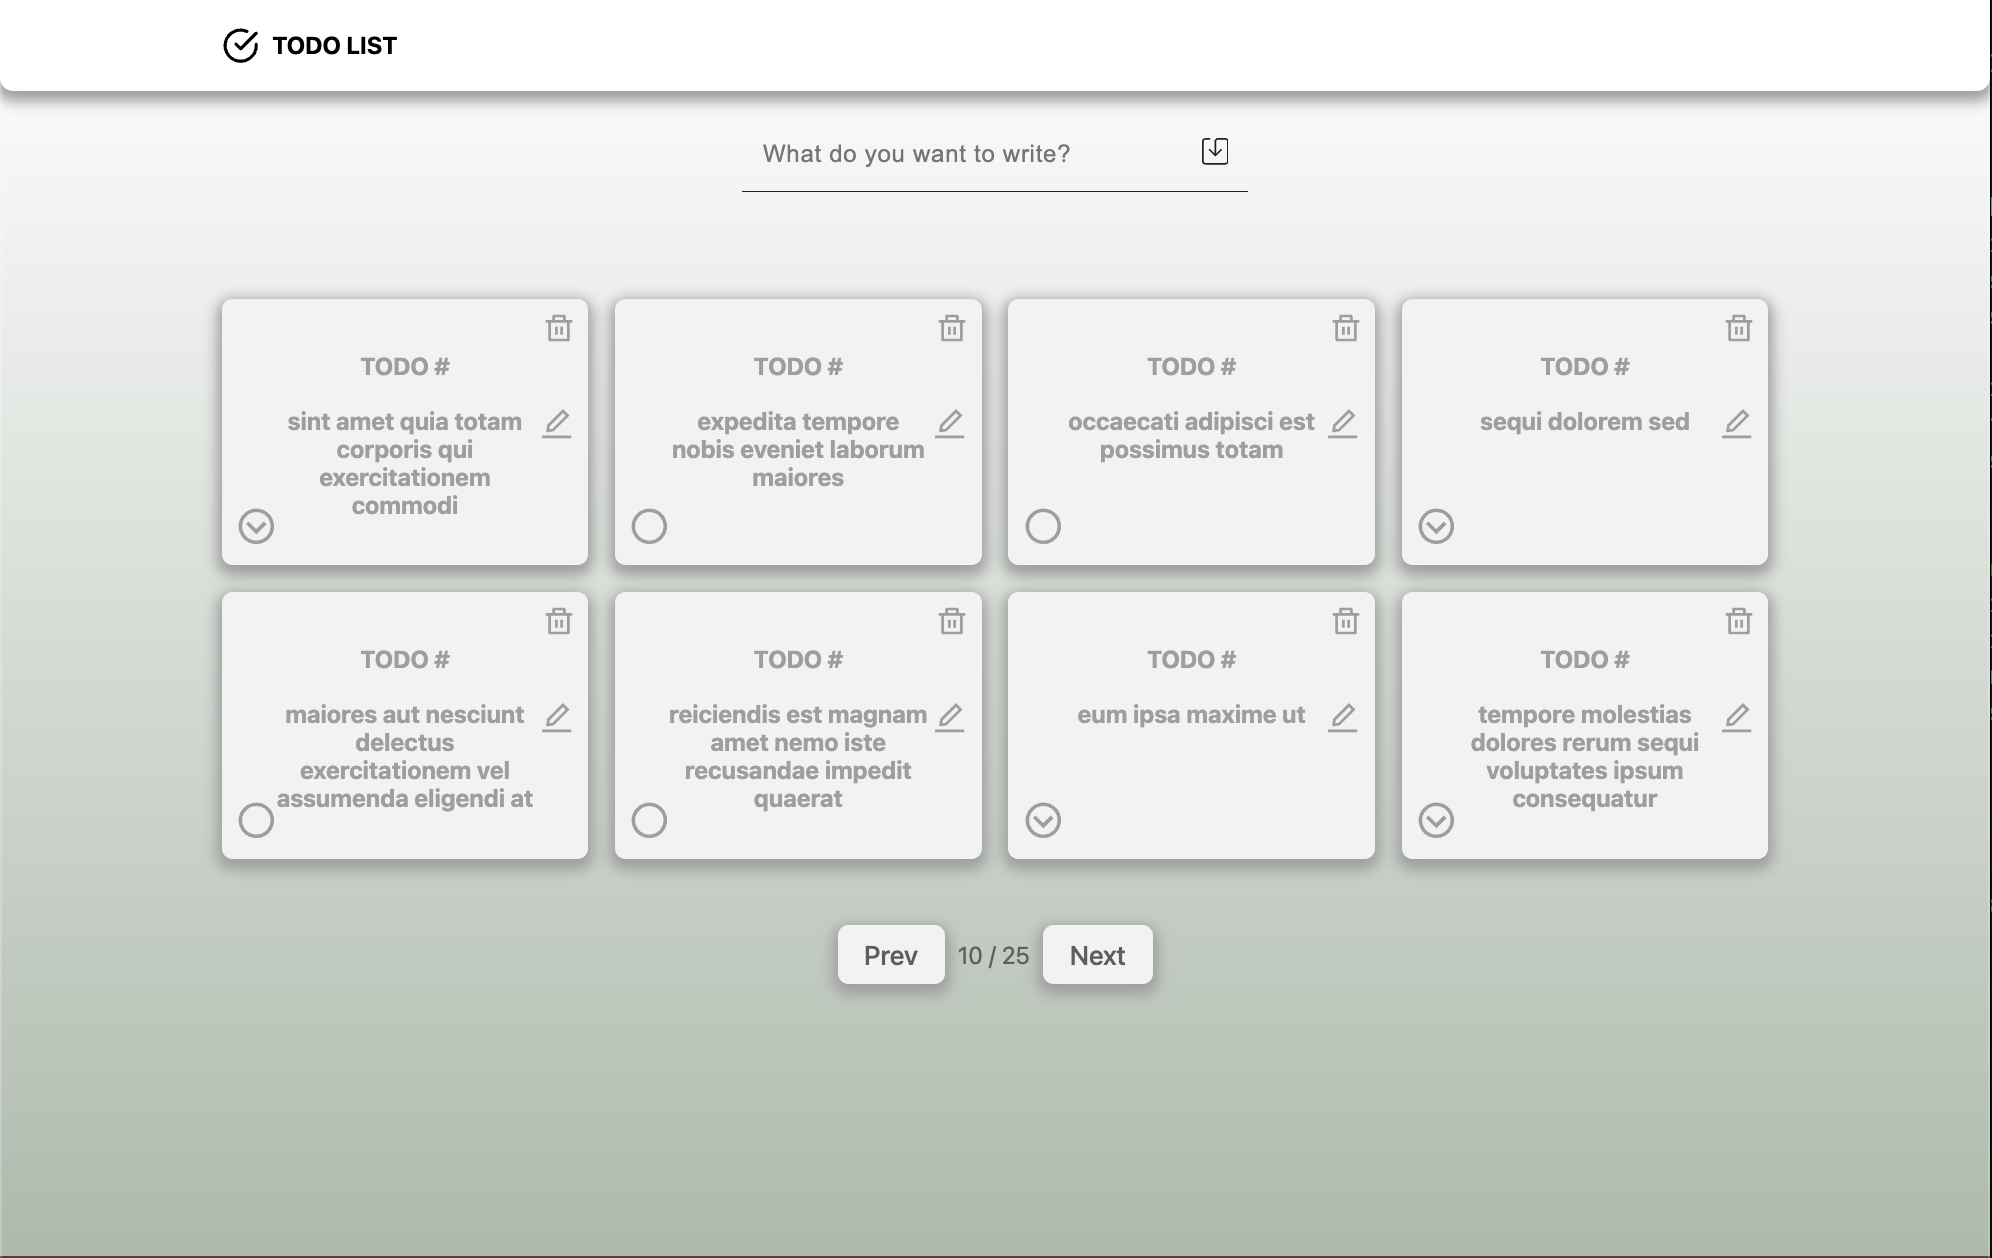 TODO LIST
What do you want to write?
TODO #
sint amet quia totam
corporis qui
exercitationem
commodi
TODO #
expedita tempore
nobis eveniet laborum
maiores
TODO #
occaecati adipisci est
possimus totam
TODO #
sequi dolorem sed
TODO #
maiores aut nesciunt
delectus
exercitationem vel
assumenda eligendi at
TODO #
reiciendis est magnam
amet nemo iste
recusandae impedit
quaerat
TODO #
eum ipsa maxime ut
TODO #
tempore molestias
dolores rerum sequi
voluptates ipsum
consequatur
Prev 10 / 25 Next